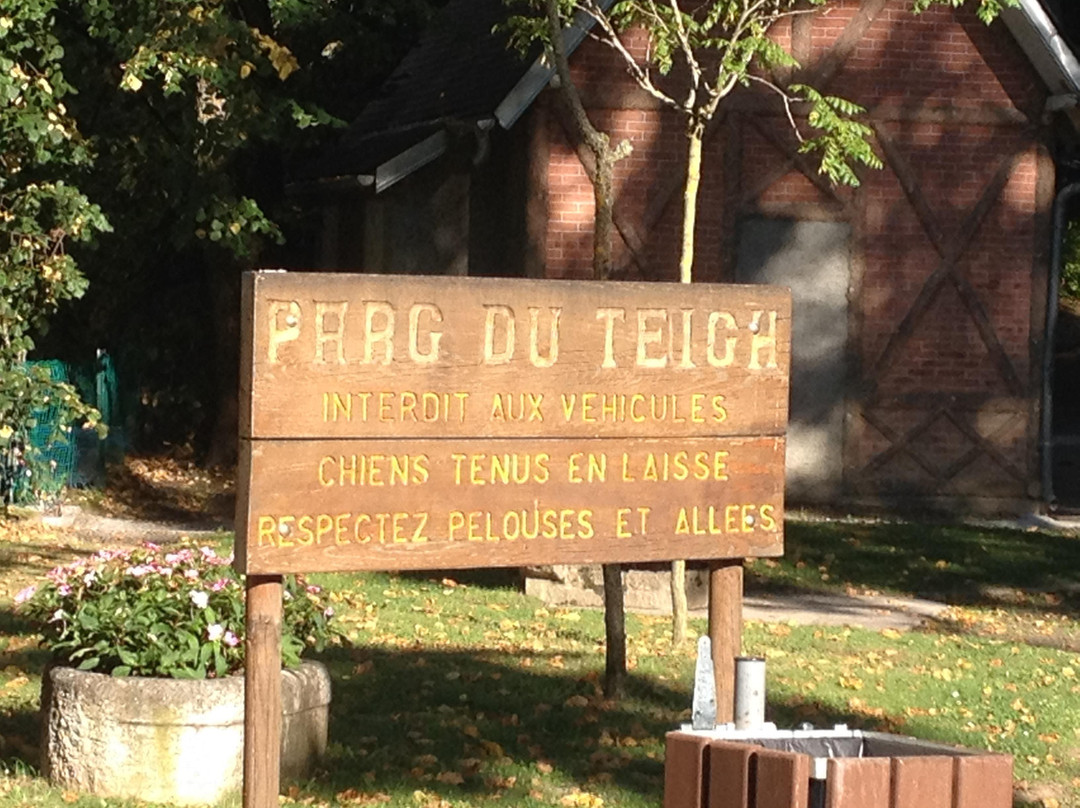 PARC DU TEICH
INTERDIT AUX VEHICULES
CHIENS TENUS EN LAISSE
RESPECTEZ PELOUSES ET ALLEES